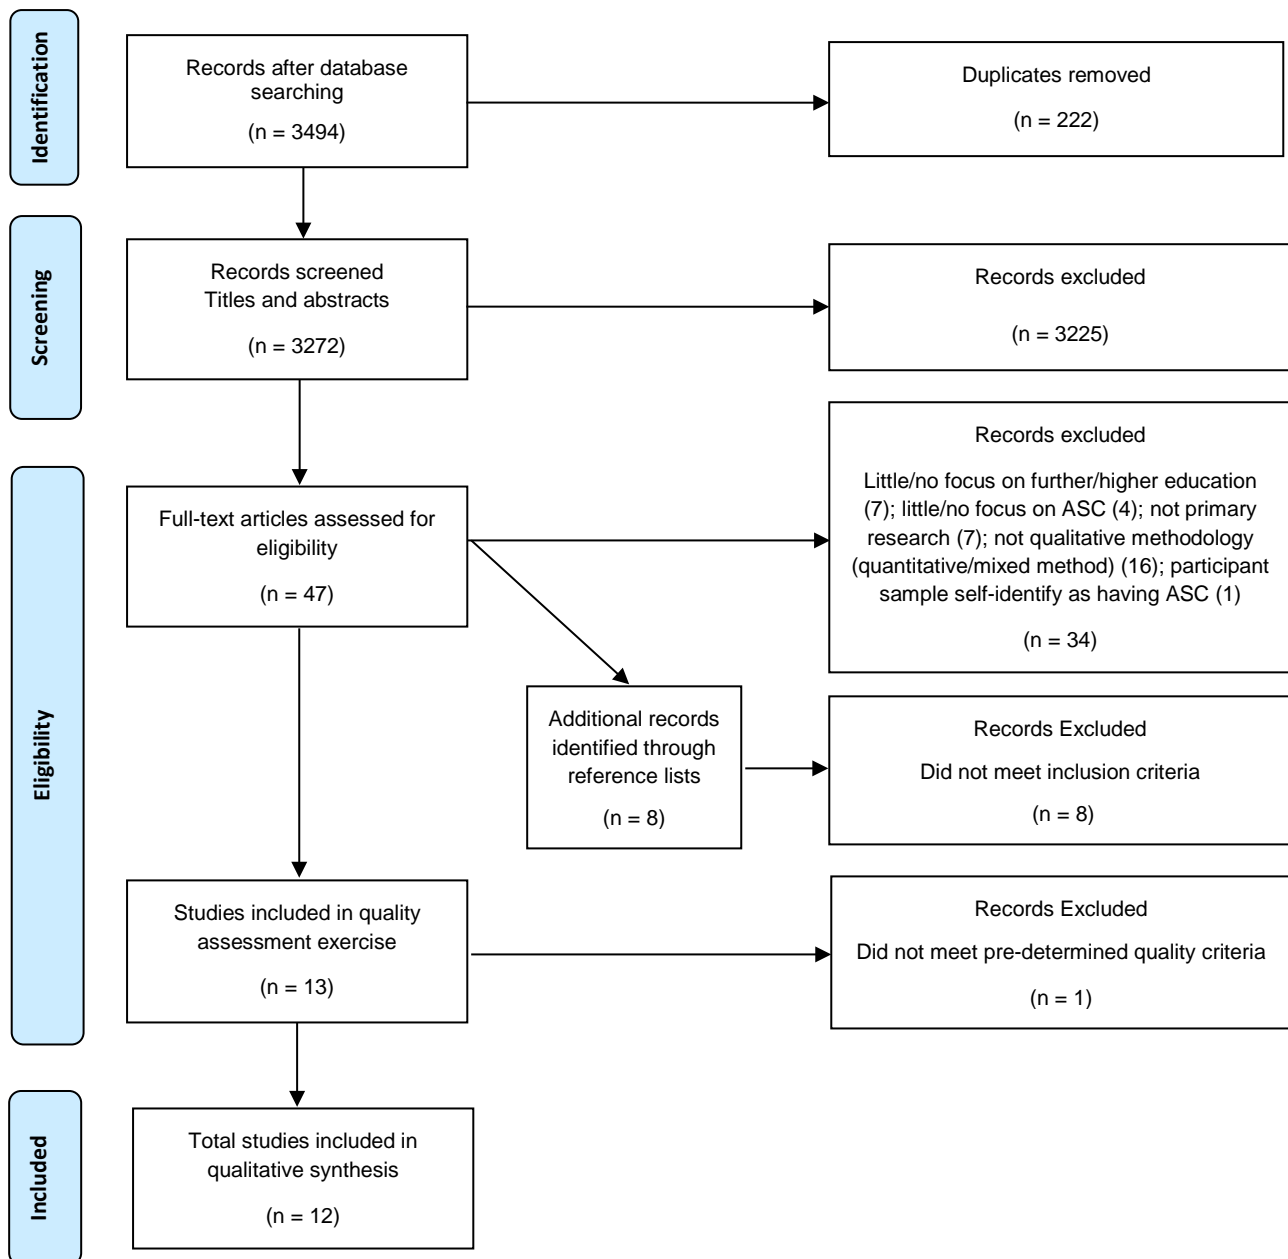 Identification
Records after database
searching
(n = 3494)
Duplicates removed
(n = 222)
Screening
Records screened
Titles and abstracts
(n = 3272)
Records excluded
(n = 3225)
Eligibility
Full-text articles assessed for
eligibility
(n = 47)
Records excluded
Little/no focus on further/higher education
(7); little/no focus on ASC (4); not primary
research (7); not qualitative methodology
(quantitative/mixed method) (16); participant
sample self-identify as having ASC (1)
(n = 34)
Additional records
identified through
reference lists
(n = 8)
Records Excluded
Did not meet inclusion criteria
(n = 8)
Studies included in quality
assessment exercise
(n = 13)
Records Excluded
Did not meet pre-determined quality criteria
(n = 1)
Included
Total studies included in
qualitative synthesis
(n = 12)